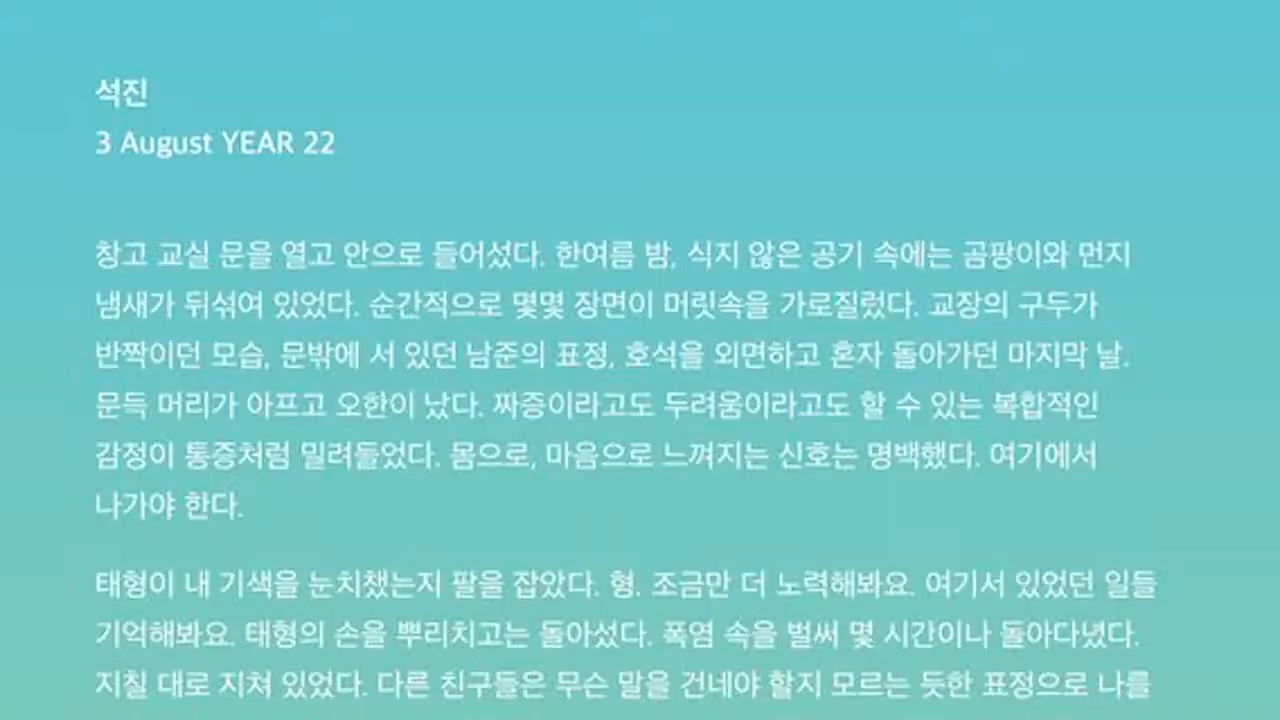 석진
3 August YEAR 22
창고 교실 문을 열고 안으로 들어섰다. 한여름 밤, 식지 않은 공기 속에는 곰팡이와 먼지
냄새가 뒤섞여 있었다. 순간적으로 몇몇 장면이 머릿속을 가로질렀다. 교장의 구두가
반짝이던 모습, 문밖에 서 있던 남준의 표정, 호석을 외면하고 혼자 돌아가던 마지막 날.
문득 머리가 아프고 오한이 났다. 짜증이라고도 두려움이라고도 할 수 있는 복합적인
감정이 통증처럼 밀려들었다. 몸으로, 마음으로 느껴지는 신호는 명백했다. 여기에서
나가야 한다.
태형이 내 기색을 눈치챘는지 팔을 잡았다. 형. 조금만 더 노력해봐요. 여기서 있었던 일들
기억해봐요. 태형의 손을 뿌리치고는 돌아섰다. 폭염 속을 벌써 몇 시간이나 돌아다녔다.
지칠 대로 지쳐 있었다. 다른 친구들은 무슨 말을 건네야 할지 모르는 듯한 표정으로 나를